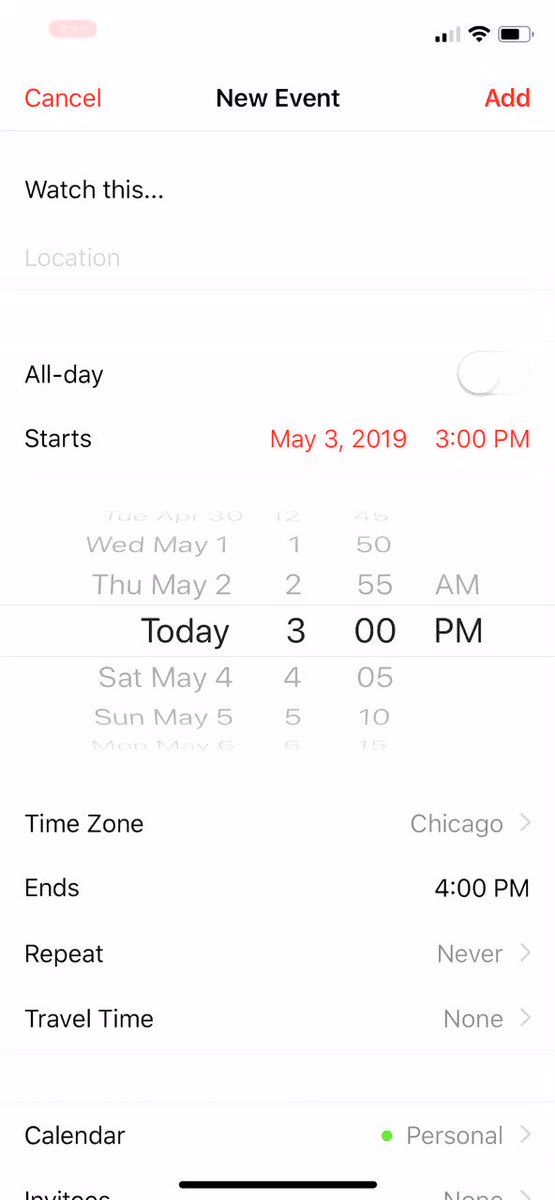 Cancel New Event Add
Watch this...
Location
All-day
Starts May 3, 2019 3:00 PM
Tue Apr 30 12 45
Wed May 1 1 50
Thu May 2 2 55 AM
Today 3 00 PM
Sat May 4 4 05
Sun May 5 5 10
Mon May 6 6 15
Time Zone Chicago
Ends 4:00 PM
Repeat Never
Travel Time None
Calendar Personal
Invitees None